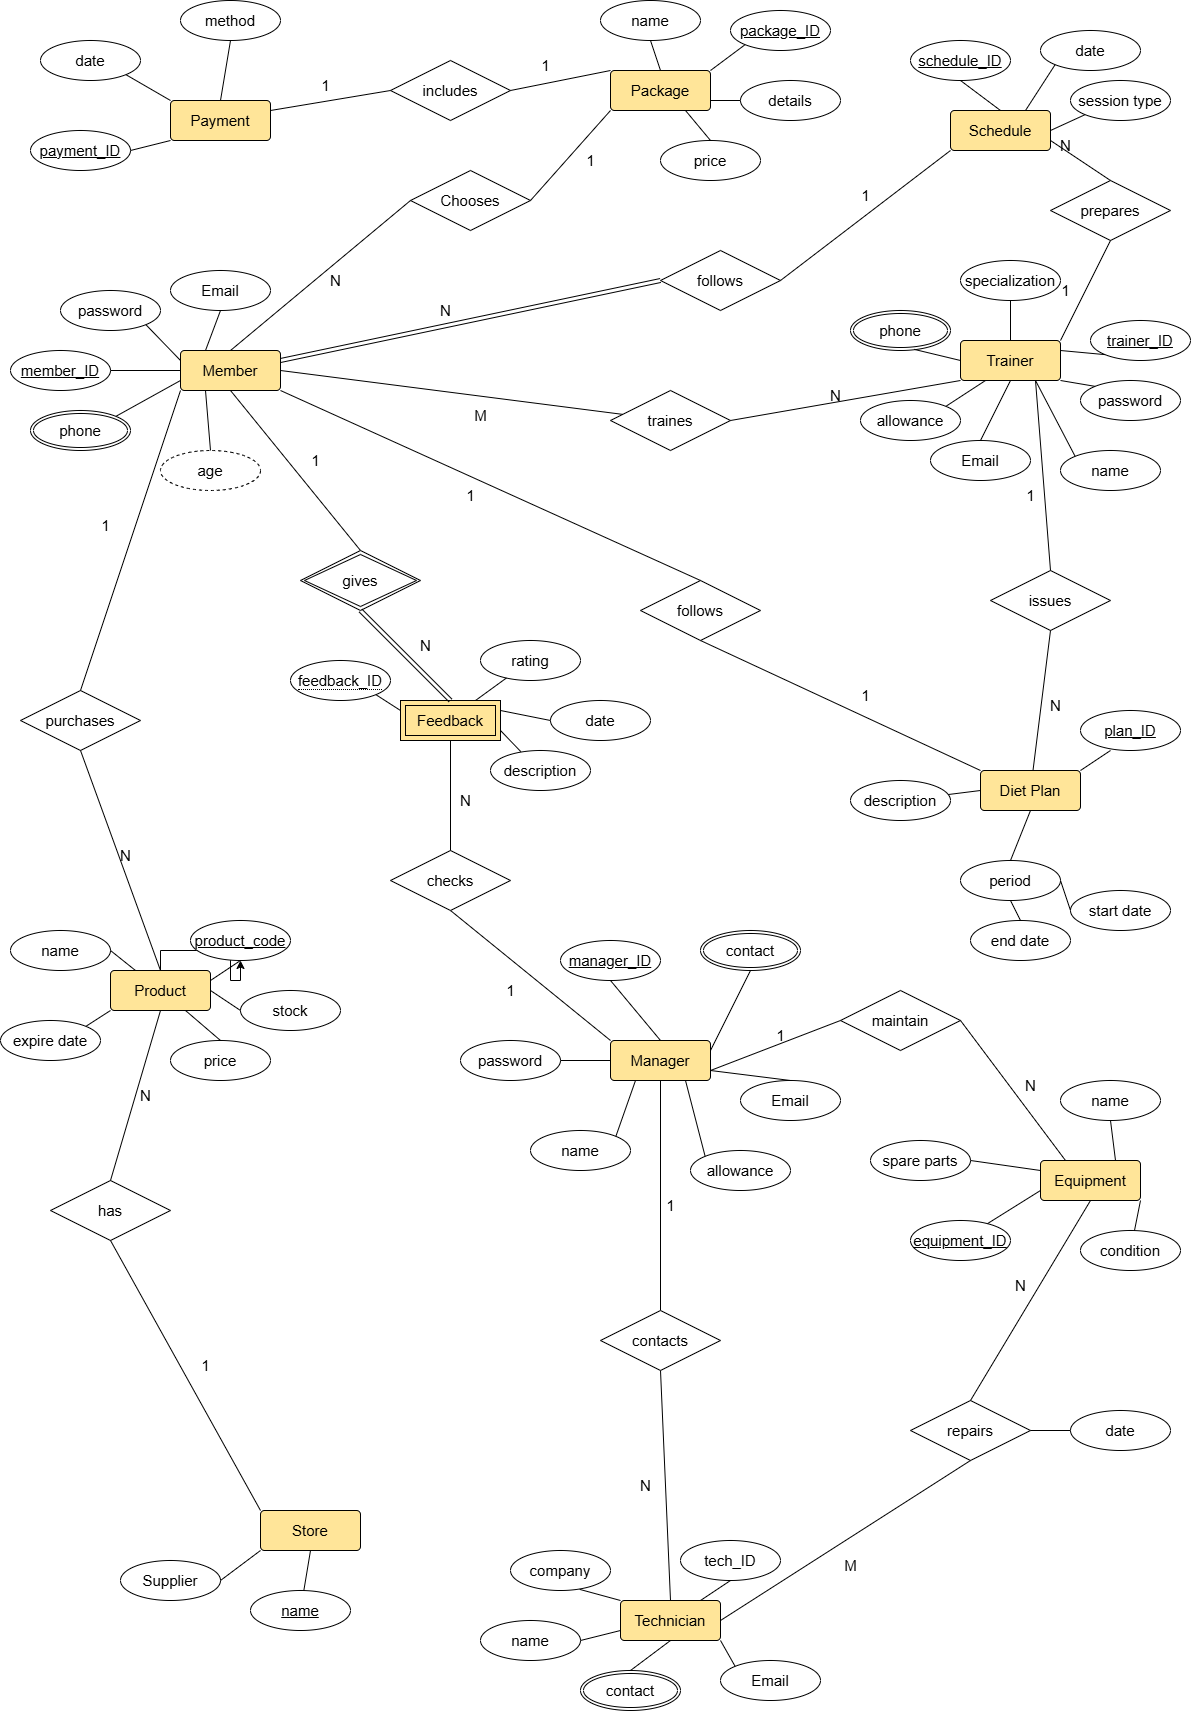 method
name
package_ID
date
schedule_ID
date
1
1
includes
Package
details
session type
Payment
Schedule
payment_ID
price
N
1
Chooses
1
prepares
N
follows
specialization
1
Email
password
N
phone
trainer_ID
member_ID
Member
Trainer
M
traines
N
allowance
password
phone
age
1
Email
name
1
1
1
gives
follows
issues
N
rating
feedback_ID
1
N
purchases
Feedback
date
plan_ID
description
Diet Plan
N
description
N
checks
period
start date
name
product_code
contact
end date
manager_ID
Product
1
stock
maintain
expire date
1
price
password
Manager
N
N
Email
name
name
spare parts
allowance
Equipment
has
1
equipment_ID
condition
N
contacts
1
repairs
date
N
Store
company
tech_ID
M
Supplier
name
Technician
name
contact
Email